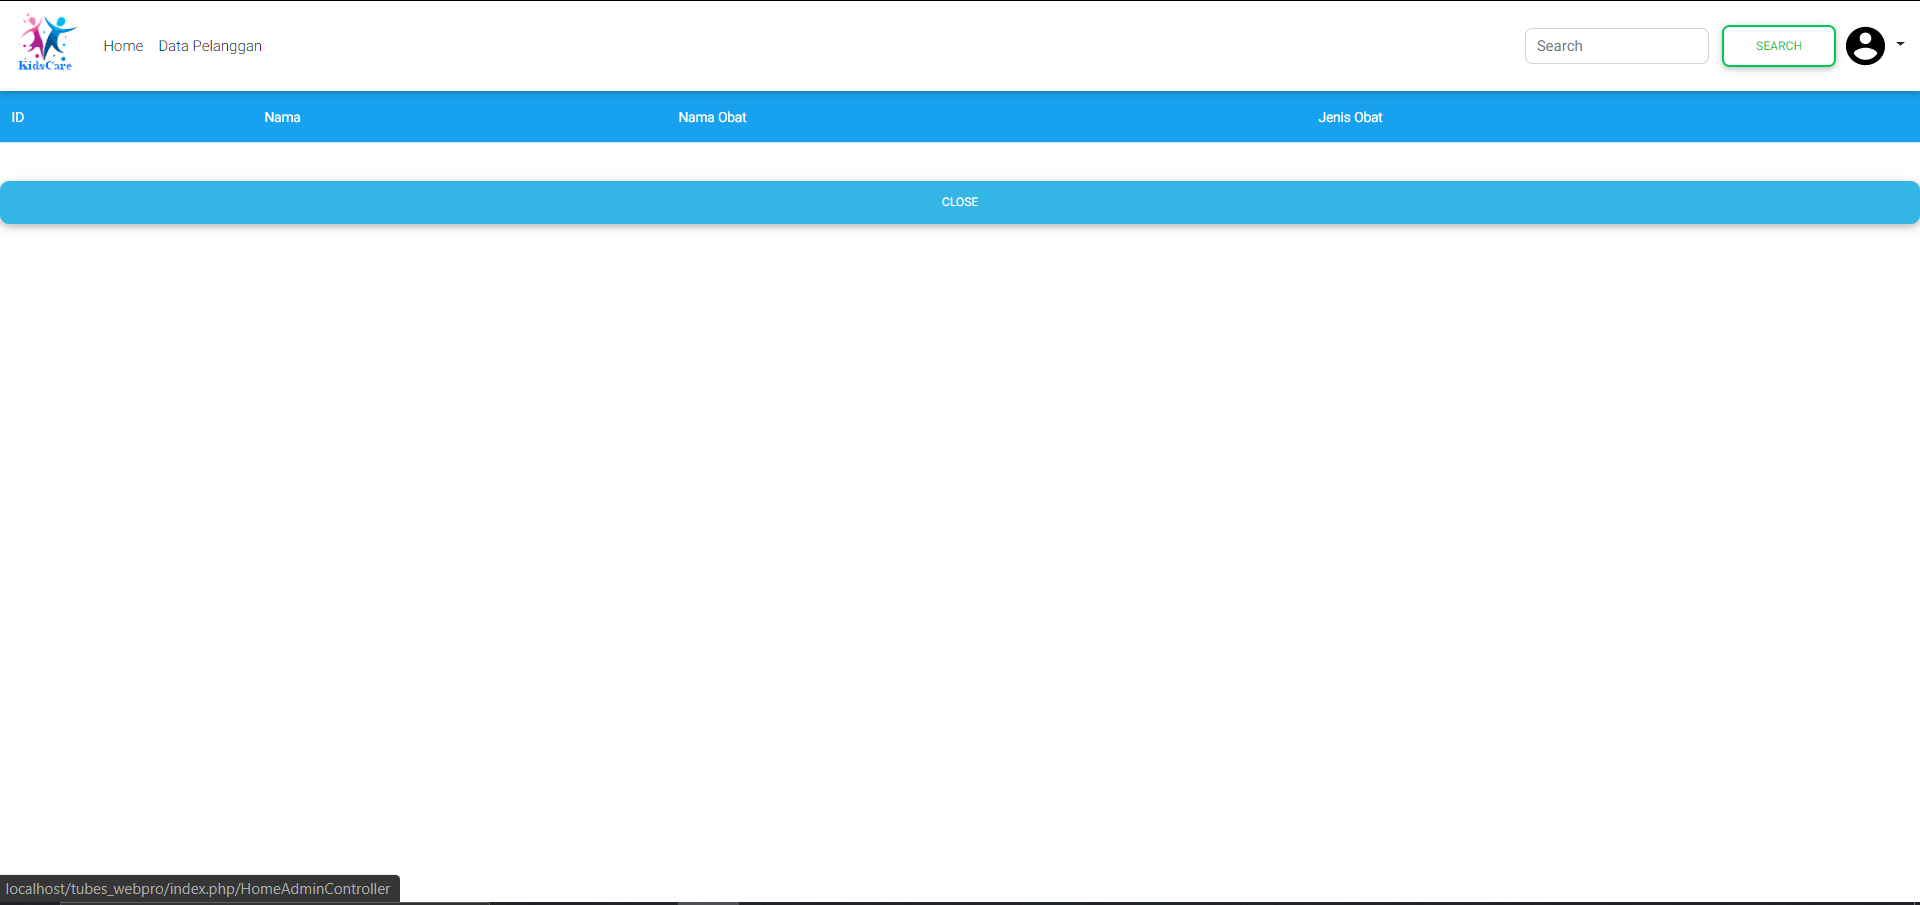 KidsCare
Home Data Pelanggan
Search SEARCH
ID Nama Nama Obat Jenis Obat
CLOSE
localhost/tubes_webpro/index.php/HomeAdminController